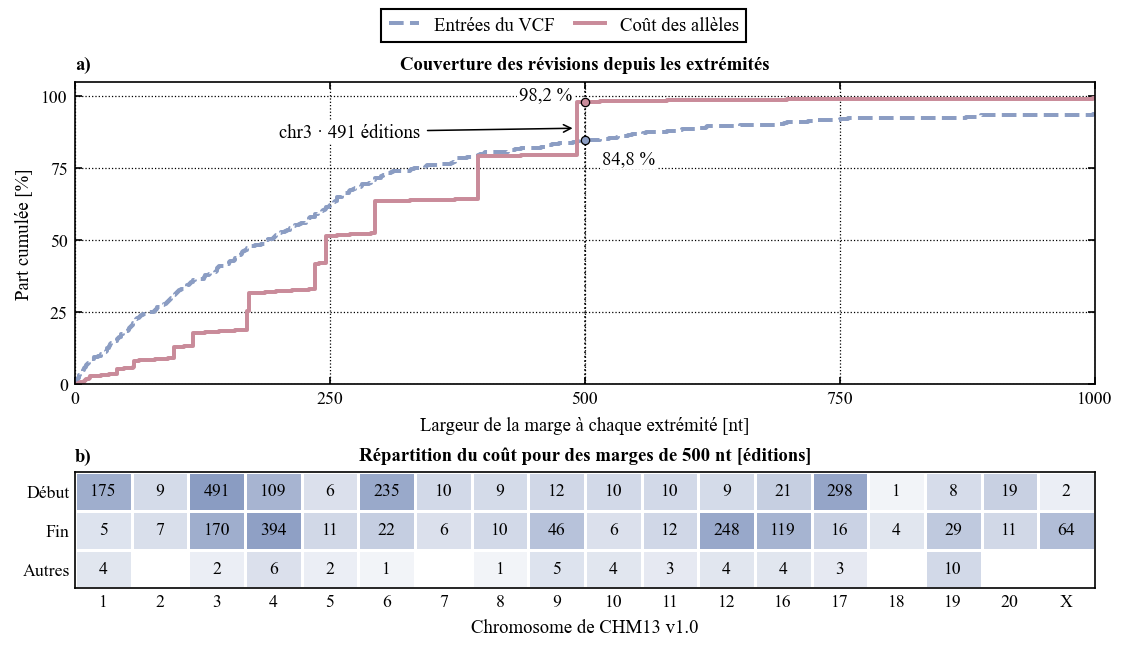 Entrées du VCF Coût des allèles
a) Couverture des révisions depuis les extrémités
100
75
50
25
0
Part cumulée [%]
98,2 %
chr3 · 491 éditions
84,8 %
0 250 500 750 1000
Largeur de la marge à chaque extrémité [nt]
b) Répartition du coût pour des marges de 500 nt [éditions]
Début 175 9 491 109 6 235 10 9 12 10 10 9 21 298 1 8 19 2
Fin 5 7 170 394 11 22 6 10 46 6 12 248 119 16 4 29 11 64
Autres 4 2 6 2 1 1 5 4 3 4 4 3 10
1 2 3 4 5 6 7 8 9 10 11 12 16 17 18 19 20 X
Chromosome de CHM13 v1.0